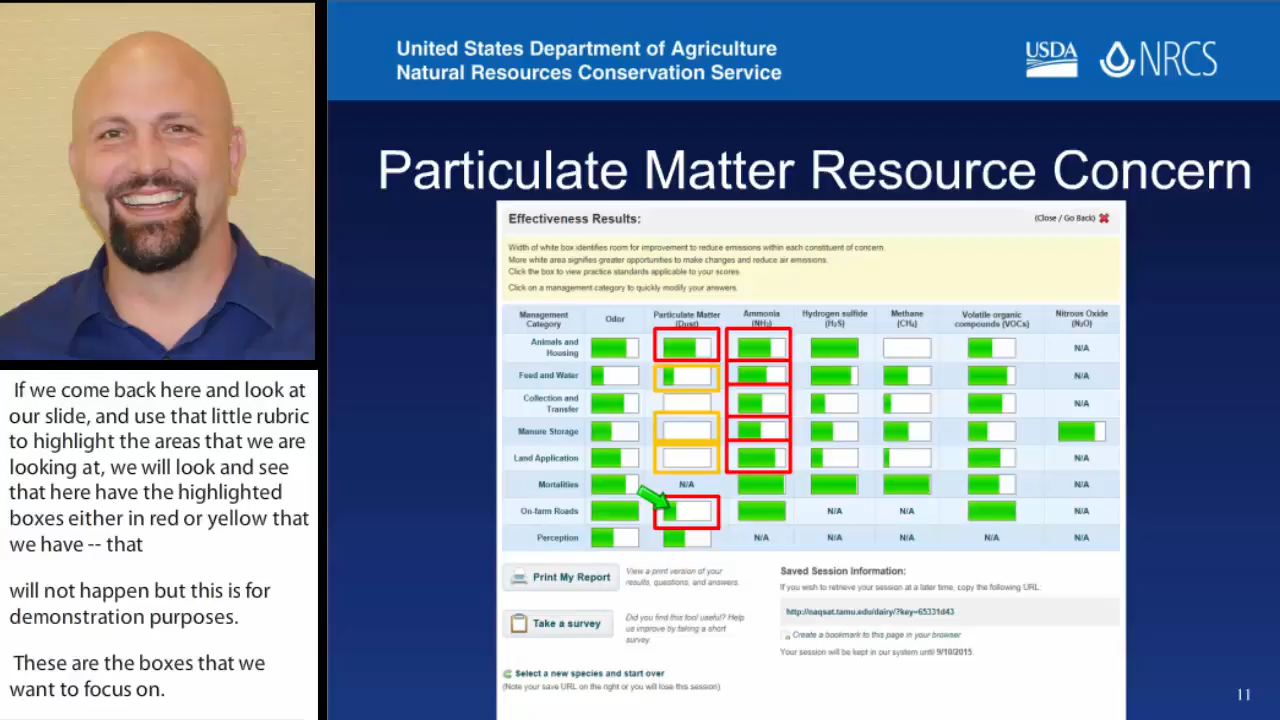 United States Department of Agriculture
Natural Resources Conservation Service
USDA
NRCS
Particulate Matter Resource Concern
Effectiveness Results:
(Close / Go Back)
Width of white box identifies room for improvement to reduce emissions within each constituent of concern.
More white area signifies greater opportunities to make changes and reduce air emissions.
Click the box to view practice standards applicable to your scores.
Click on a management category to quickly modify your answers.
Management Category
Odor
Particulate Matter (Dust)
Ammonia (NH₃)
Hydrogen sulfide (H₂S)
Methane (CH₄)
Volatile organic compounds (VOCs)
Nitrous Oxide (N₂O)
Animals and Housing
N/A
Feed and Water
N/A
Collection and Transfer
N/A
Manure Storage
Land Application
N/A
Mortalities
N/A
N/A
On-farm Roads
N/A
N/A
N/A
Perception
N/A
N/A
N/A
N/A
N/A
Print My Report
View a print version of your
results, questions, and answers.
Take a survey
Did you find this tool useful? Help
us improve by taking a short
survey.
Saved Session Information:
If you wish to retrieve your session at a later time, copy the following URL:
http://naqsat.tamu.edu/dairy/?key=65331d43
Create a bookmark to this page in your browser
Your session will be kept in our system until 9/10/2015.
Select a new species and start over
(Note your save URL on the right or you will lose this session)
11
If we come back here and look at
our slide, and use that little rubric
to highlight the areas that we are
looking at, we will look and see
that here have the highlighted
boxes either in red or yellow that
we have -- that
will not happen but this is for
demonstration purposes.
These are the boxes that we
want to focus on.